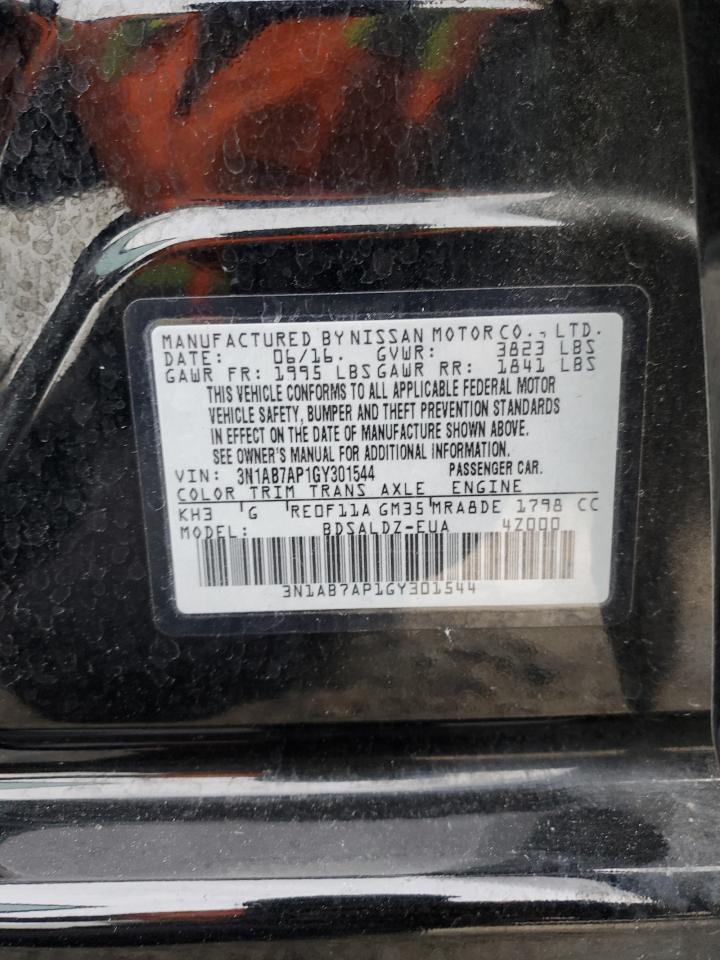 MANUFACTURED BY NISSAN MOTOR CO., LTD.
DATE: 06/16. GVWR: 3823 LBS
GAWR FR: 1995 LBS GAWR RR: 1841 LBS
THIS VEHICLE CONFORMS TO ALL APPLICABLE FEDERAL MOTOR
VEHICLE SAFETY, BUMPER AND THEFT PREVENTION STANDARDS
IN EFFECT ON THE DATE OF MANUFACTURE SHOWN ABOVE.
SEE OWNER'S MANUAL FOR ADDITIONAL INFORMATION.
VIN: 3N1AB7AP1GY301544 PASSENGER CAR.
COLOR TRIM TRANS AXLE ENGINE
KH3 G RE0F11A GM35 MRA8DE 1798 CC
MODEL: BDSALDZ-EUA 4Z000
3N1AB7AP1GY301544